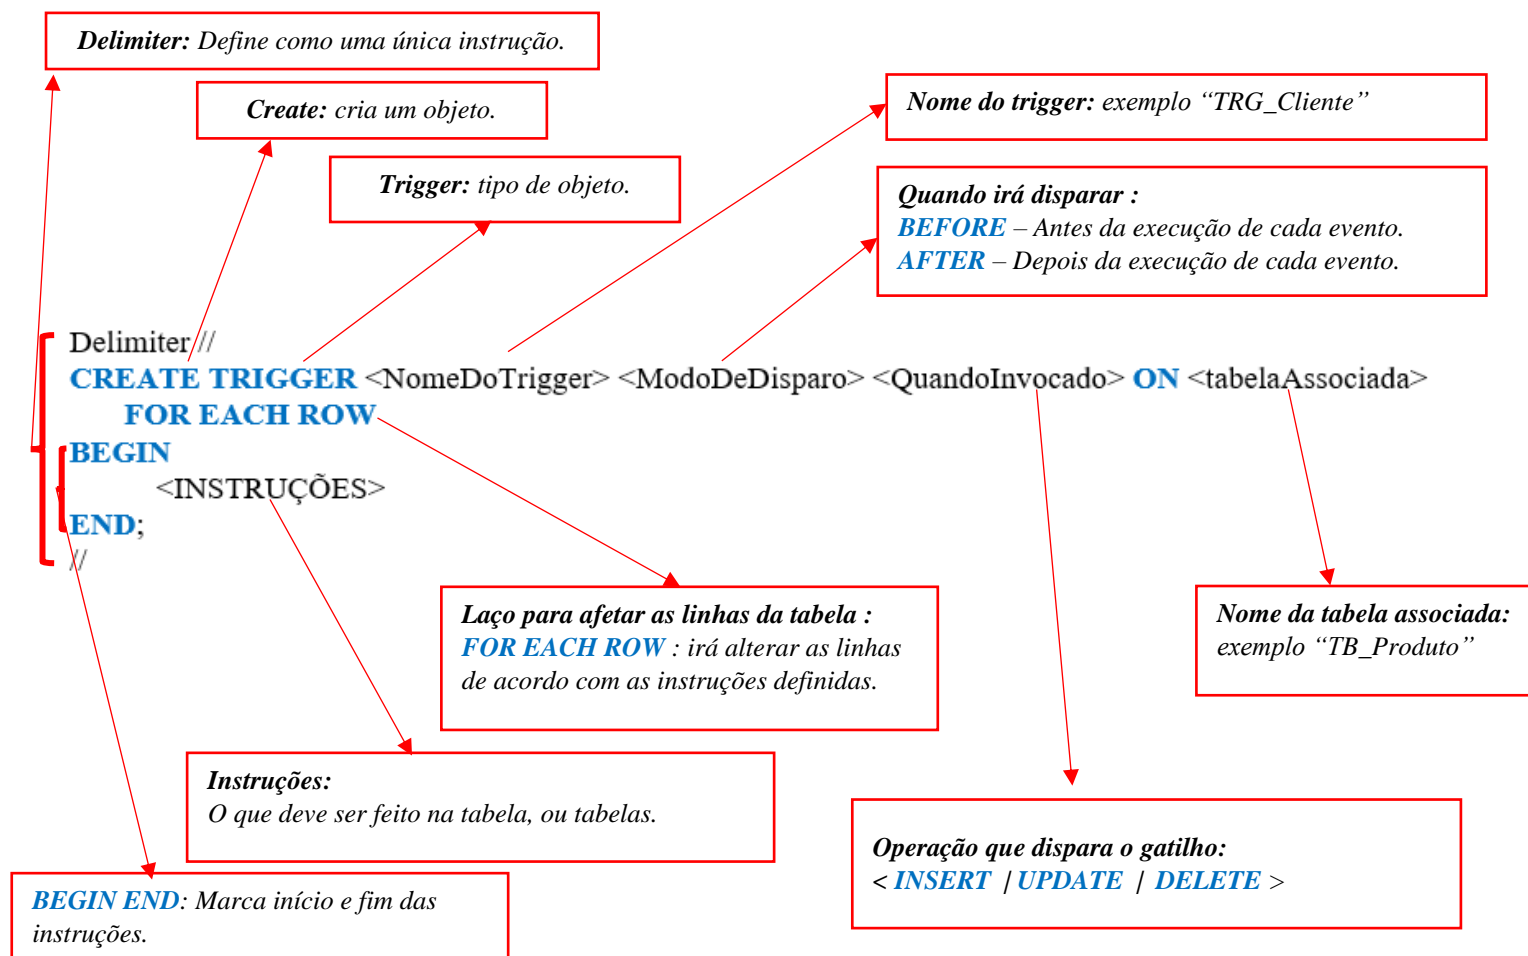 Delimiter: Define como uma única instrução.
Create: cria um objeto.
Nome do trigger: exemplo “TRG_Cliente”
Trigger: tipo de objeto.
Quando irá disparar :
BEFORE – Antes da execução de cada evento.
AFTER – Depois da execução de cada evento.
Delimiter //
CREATE TRIGGER <NomeDoTrigger> <ModoDeDisparo> <QuandoInvocado> ON <tabelaAssociada>
FOR EACH ROW
BEGIN
<INSTRUÇÕES>
END;
//
Laço para afetar as linhas da tabela :
FOR EACH ROW : irá alterar as linhas
de acordo com as instruções definidas.
Nome da tabela associada:
exemplo “TB_Produto”
Instruções:
O que deve ser feito na tabela, ou tabelas.
Operação que dispara o gatilho:
< INSERT | UPDATE | DELETE >
BEGIN END: Marca início e fim das
instruções.